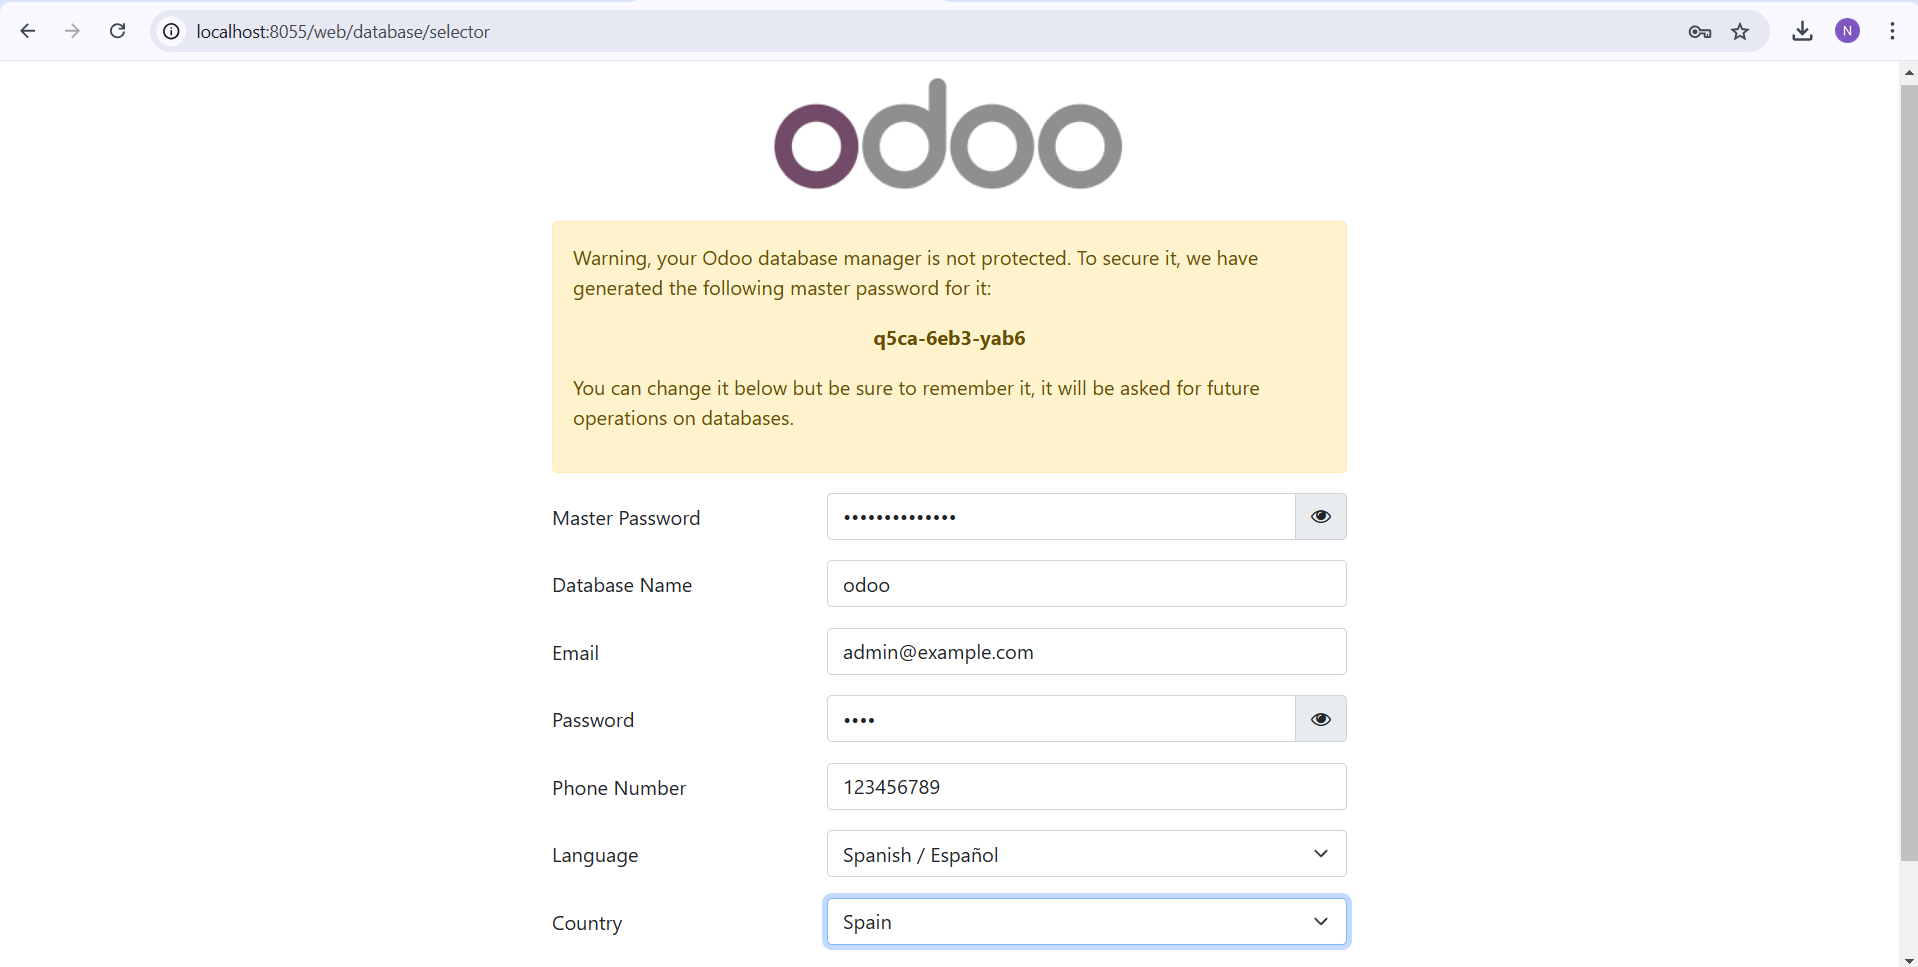 localhost:8055/web/database/selector
N
odoo
Warning, your Odoo database manager is not protected. To secure it, we have
generated the following master password for it:
q5ca-6eb3-yab6
You can change it below but be sure to remember it, it will be asked for future
operations on databases.
Master Password ••••••••••••••
Database Name odoo
Email admin@example.com
Password ••••
Phone Number 123456789
Language Spanish / Español
Country Spain